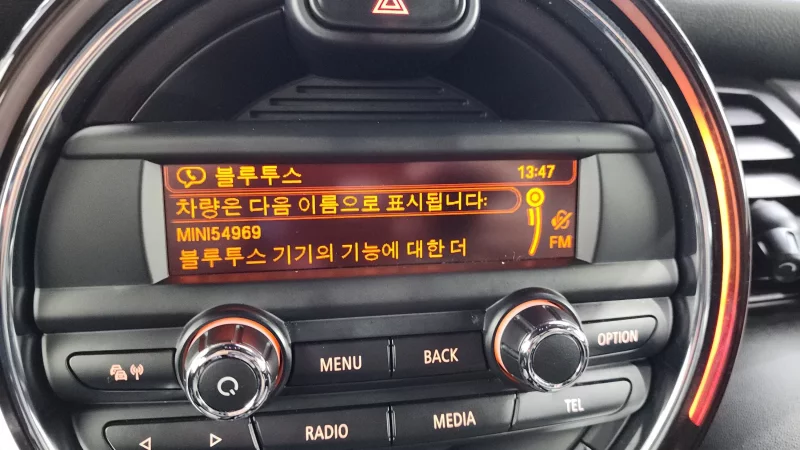 블루투스 13:47
차량은 다음 이름으로 표시됩니다:
MINI54969
블루투스 기기의 기능에 대한 더
FM
MENU BACK OPTION
RADIO MEDIA TEL